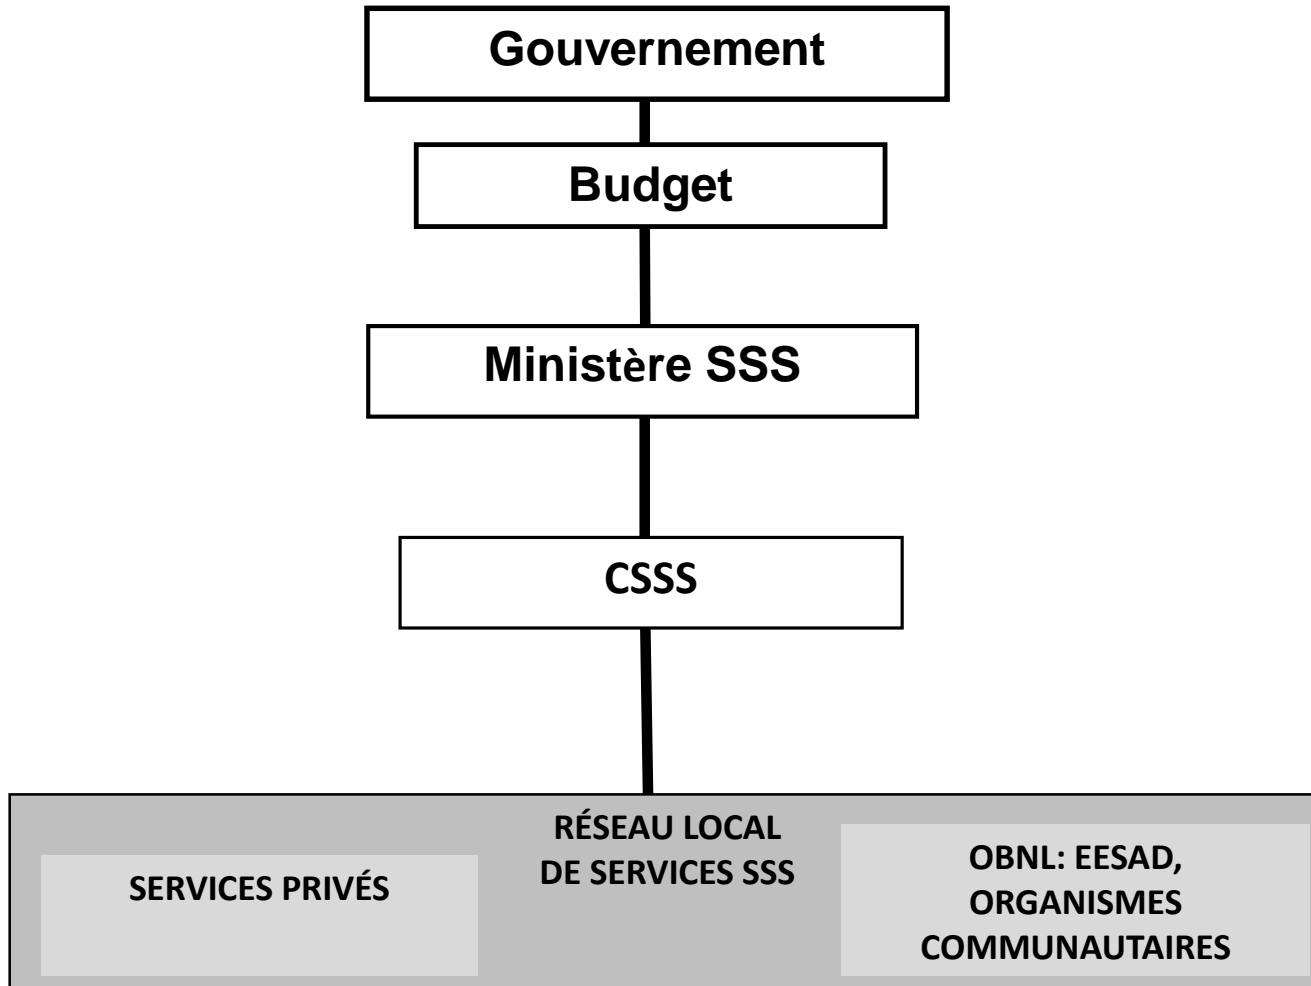 Gouvernement
Budget
Ministère SSS
CSSS
RÉSEAU LOCAL
DE SERVICES SSS
SERVICES PRIVÉS
OBNL: EESAD,
ORGANISMES
COMMUNAUTAIRES